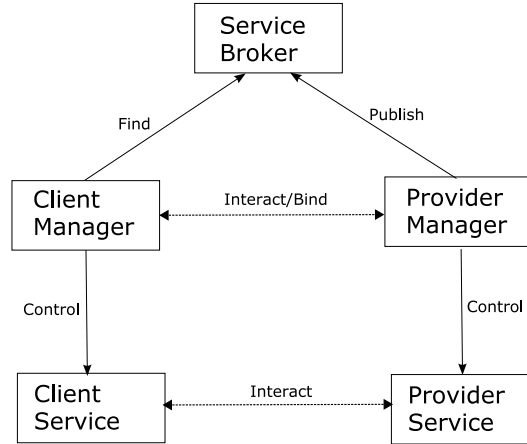 Service
Broker
Find
Publish
Client
Manager
Interact/Bind
Provider
Manager
Control
Control
Client
Service
Interact
Provider
Service